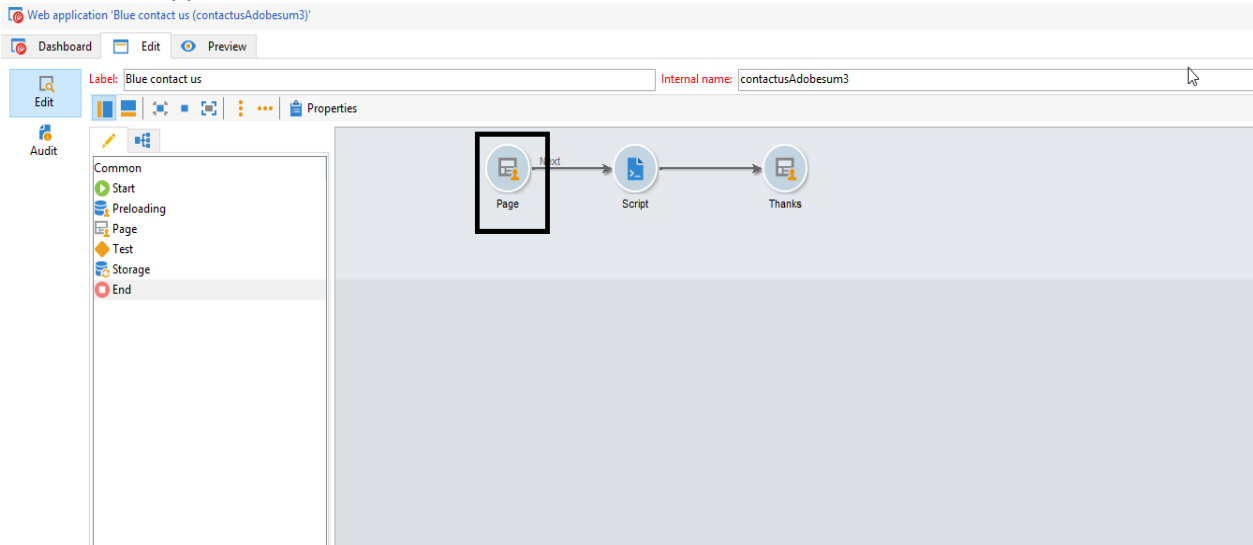 Web application 'Blue contact us (contactusAdobesum3)'
Dashboard Edit Preview
Edit
Audit
Label: Blue contact us Internal name: contactusAdobesum3
Properties
Common
Start
Preloading
Page
Test
Storage
End
Next
Page Script Thanks